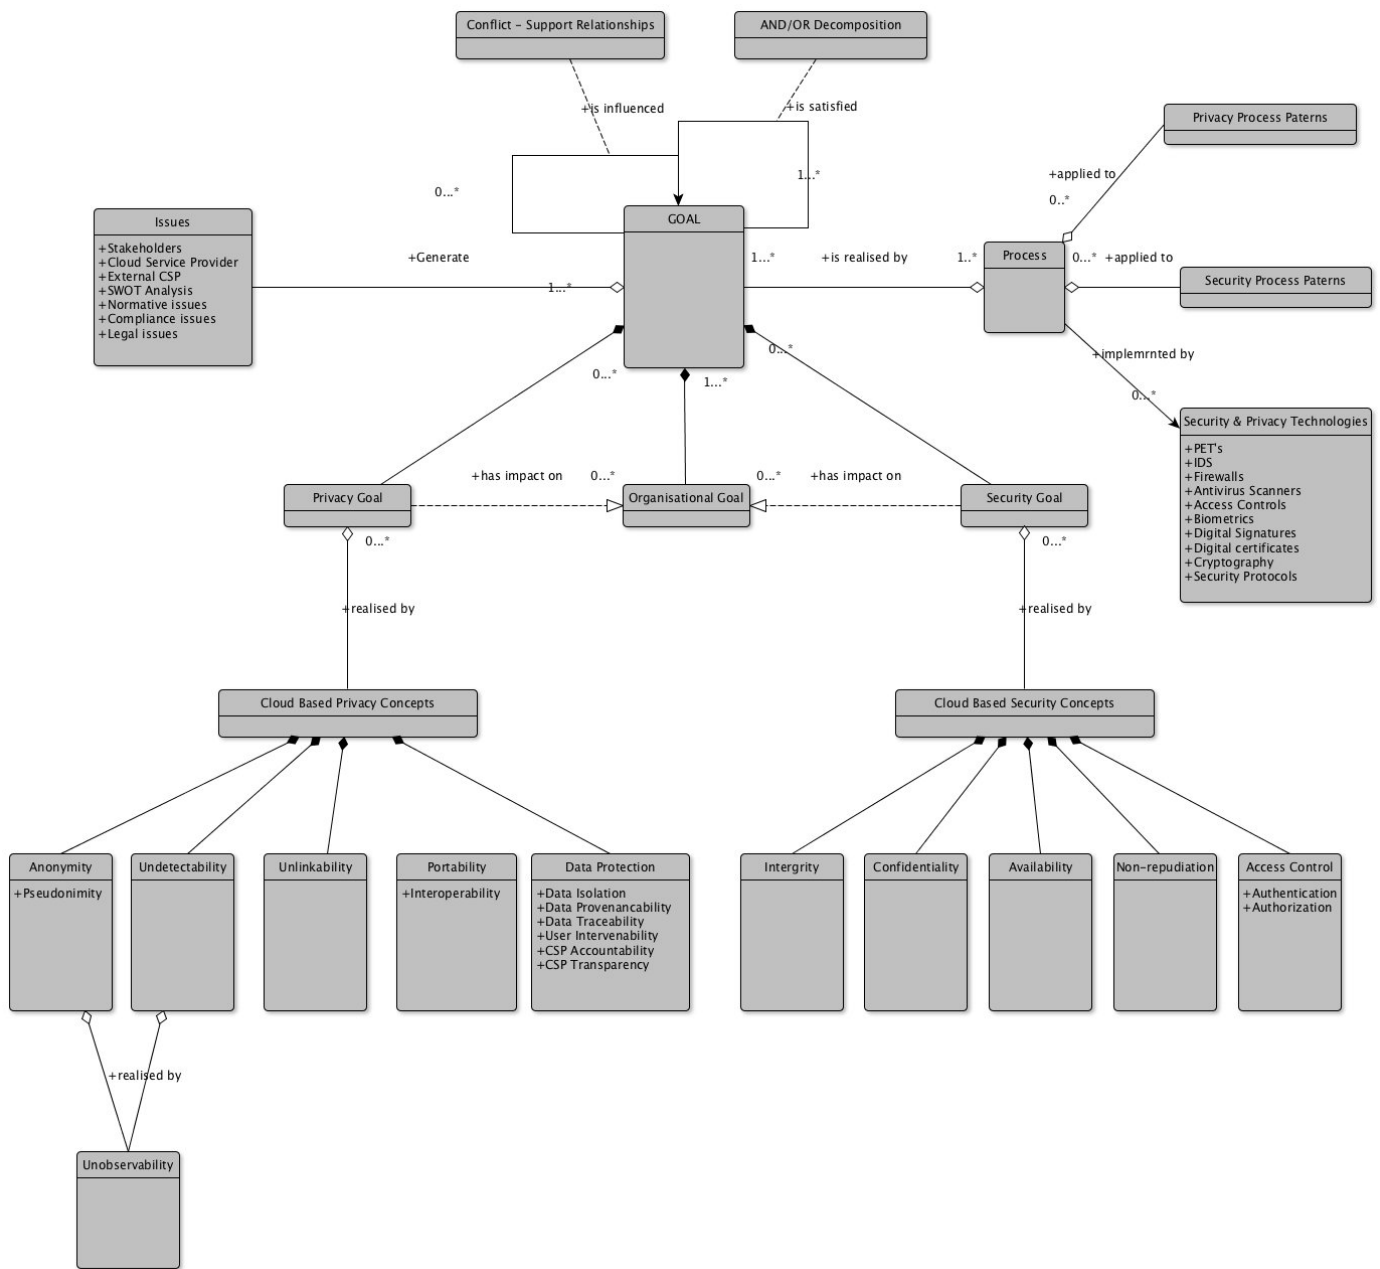 Conflict - Support Relationships
AND/OR Decomposition
+is influenced
+is satisfied
Privacy Process Paterns
+applied to
0..*
0...*
1...*
Issues
+Stakeholders
+Cloud Service Provider
+External CSP
+SWOT Analysis
+Normative issues
+Compliance issues
+Legal issues
+Generate
1...*
GOAL
1...*
+is realised by
1..*
Process
0...*
+applied to
Security Process Paterns
+implemrnted by
0...*
0...*
1...*
0...*
Security & Privacy Technologies
+PET's
+IDS
+Firewalls
+Antivirus Scanners
+Access Controls
+Biometrics
+Digital Signatures
+Digital certificates
+Cryptography
+Security Protocols
Privacy Goal
+has impact on
0...*
Organisational Goal
0...*
+has impact on
Security Goal
0...*
0...*
+realised by
+realised by
Cloud Based Privacy Concepts
Cloud Based Security Concepts
Anonymity
+Pseudonimity
Undetectability
Unlinkability
Portability
+Interoperability
Data Protection
+Data Isolation
+Data Provenancability
+Data Traceability
+User Intervenability
+CSP Accountability
+CSP Transparency
Intergrity
Confidentiality
Availability
Non-repudiation
Access Control
+Authentication
+Authorization
+realised by
Unobservability